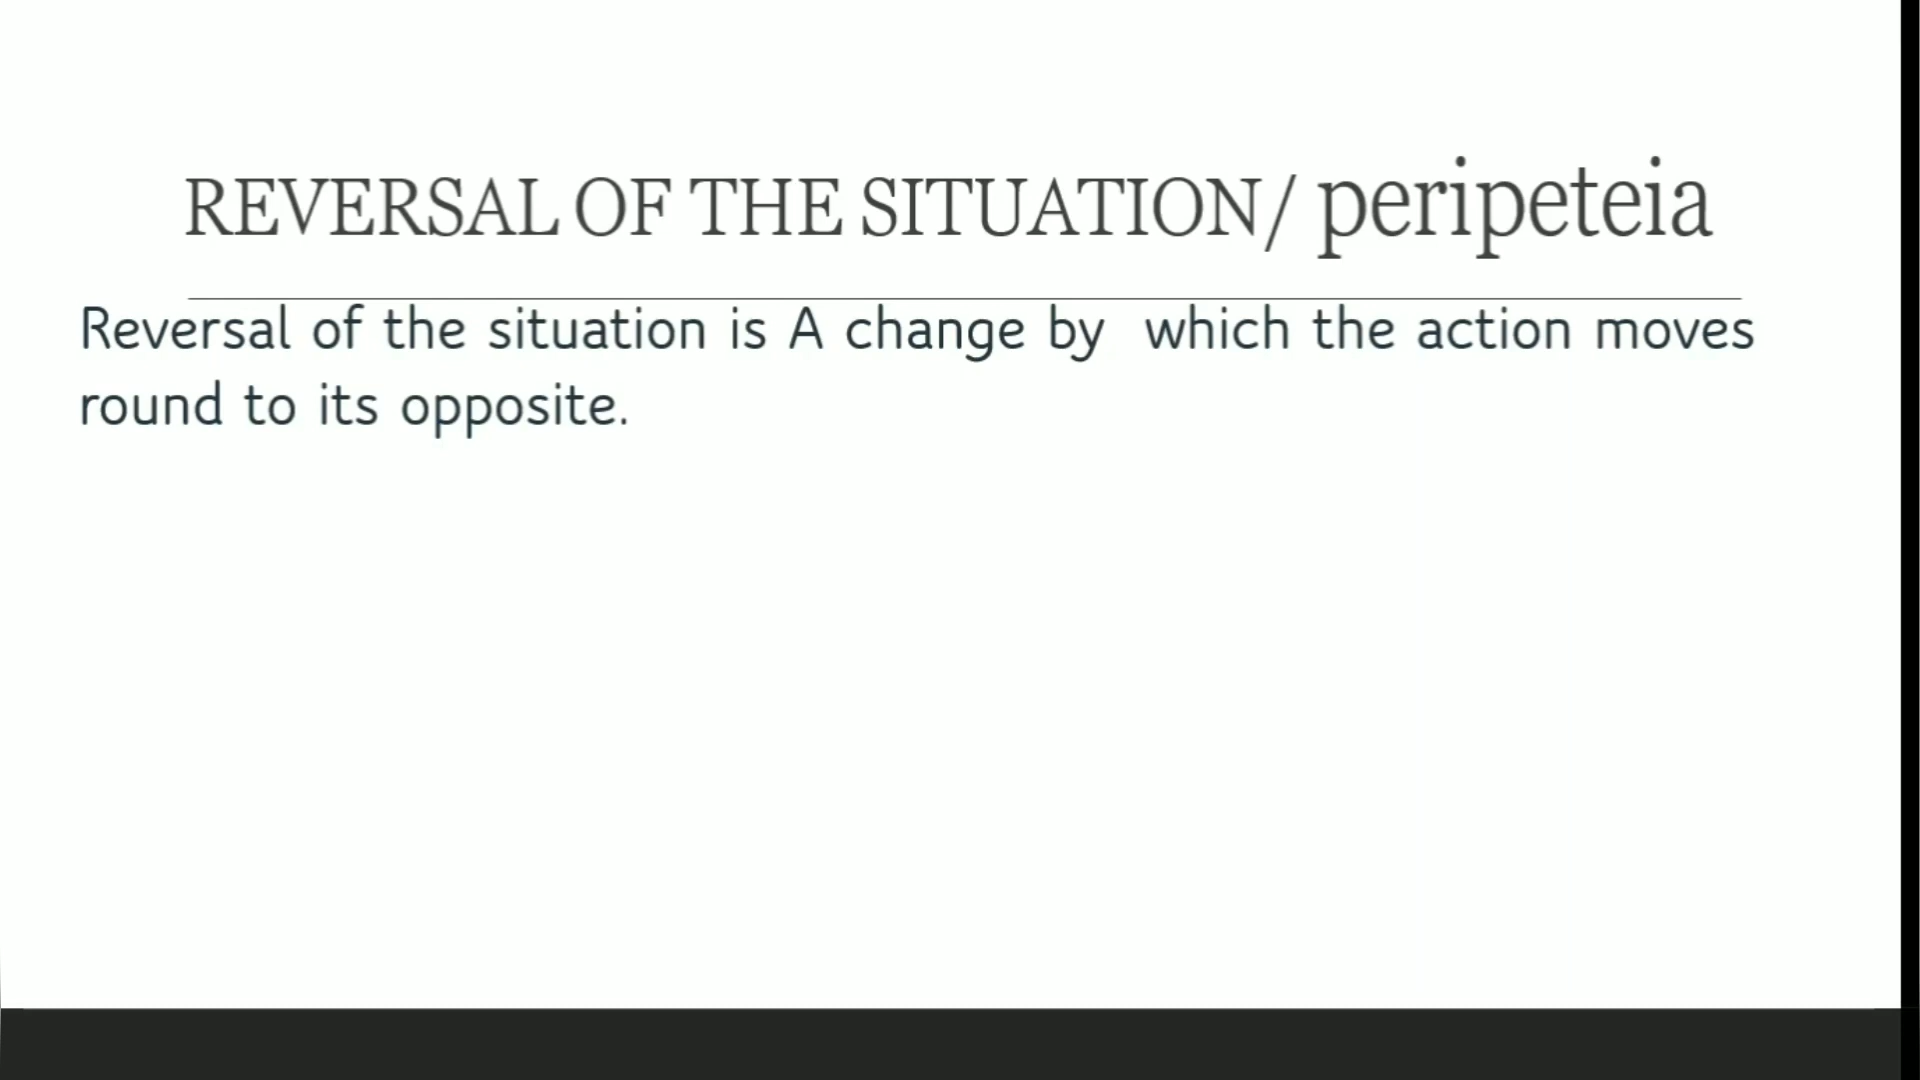 REVERSAL OF THE SITUATION/ peripeteia
Reversal of the situation is A change by  which the action moves
round to its opposite.